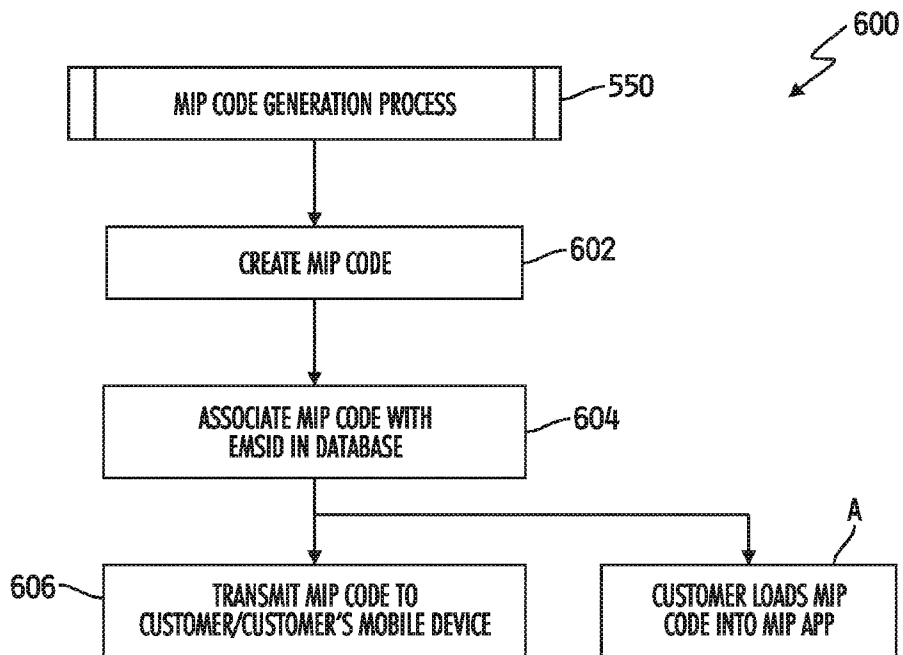 600
MIP CODE GENERATION PROCESS
550
CREATE MIP CODE
602
ASSOCIATE MIP CODE WITH
EMSID IN DATABASE
604
606
TRANSMIT MIP CODE TO
CUSTOMER/CUSTOMER'S MOBILE DEVICE
A
CUSTOMER LOADS MIP
CODE INTO MIP APP